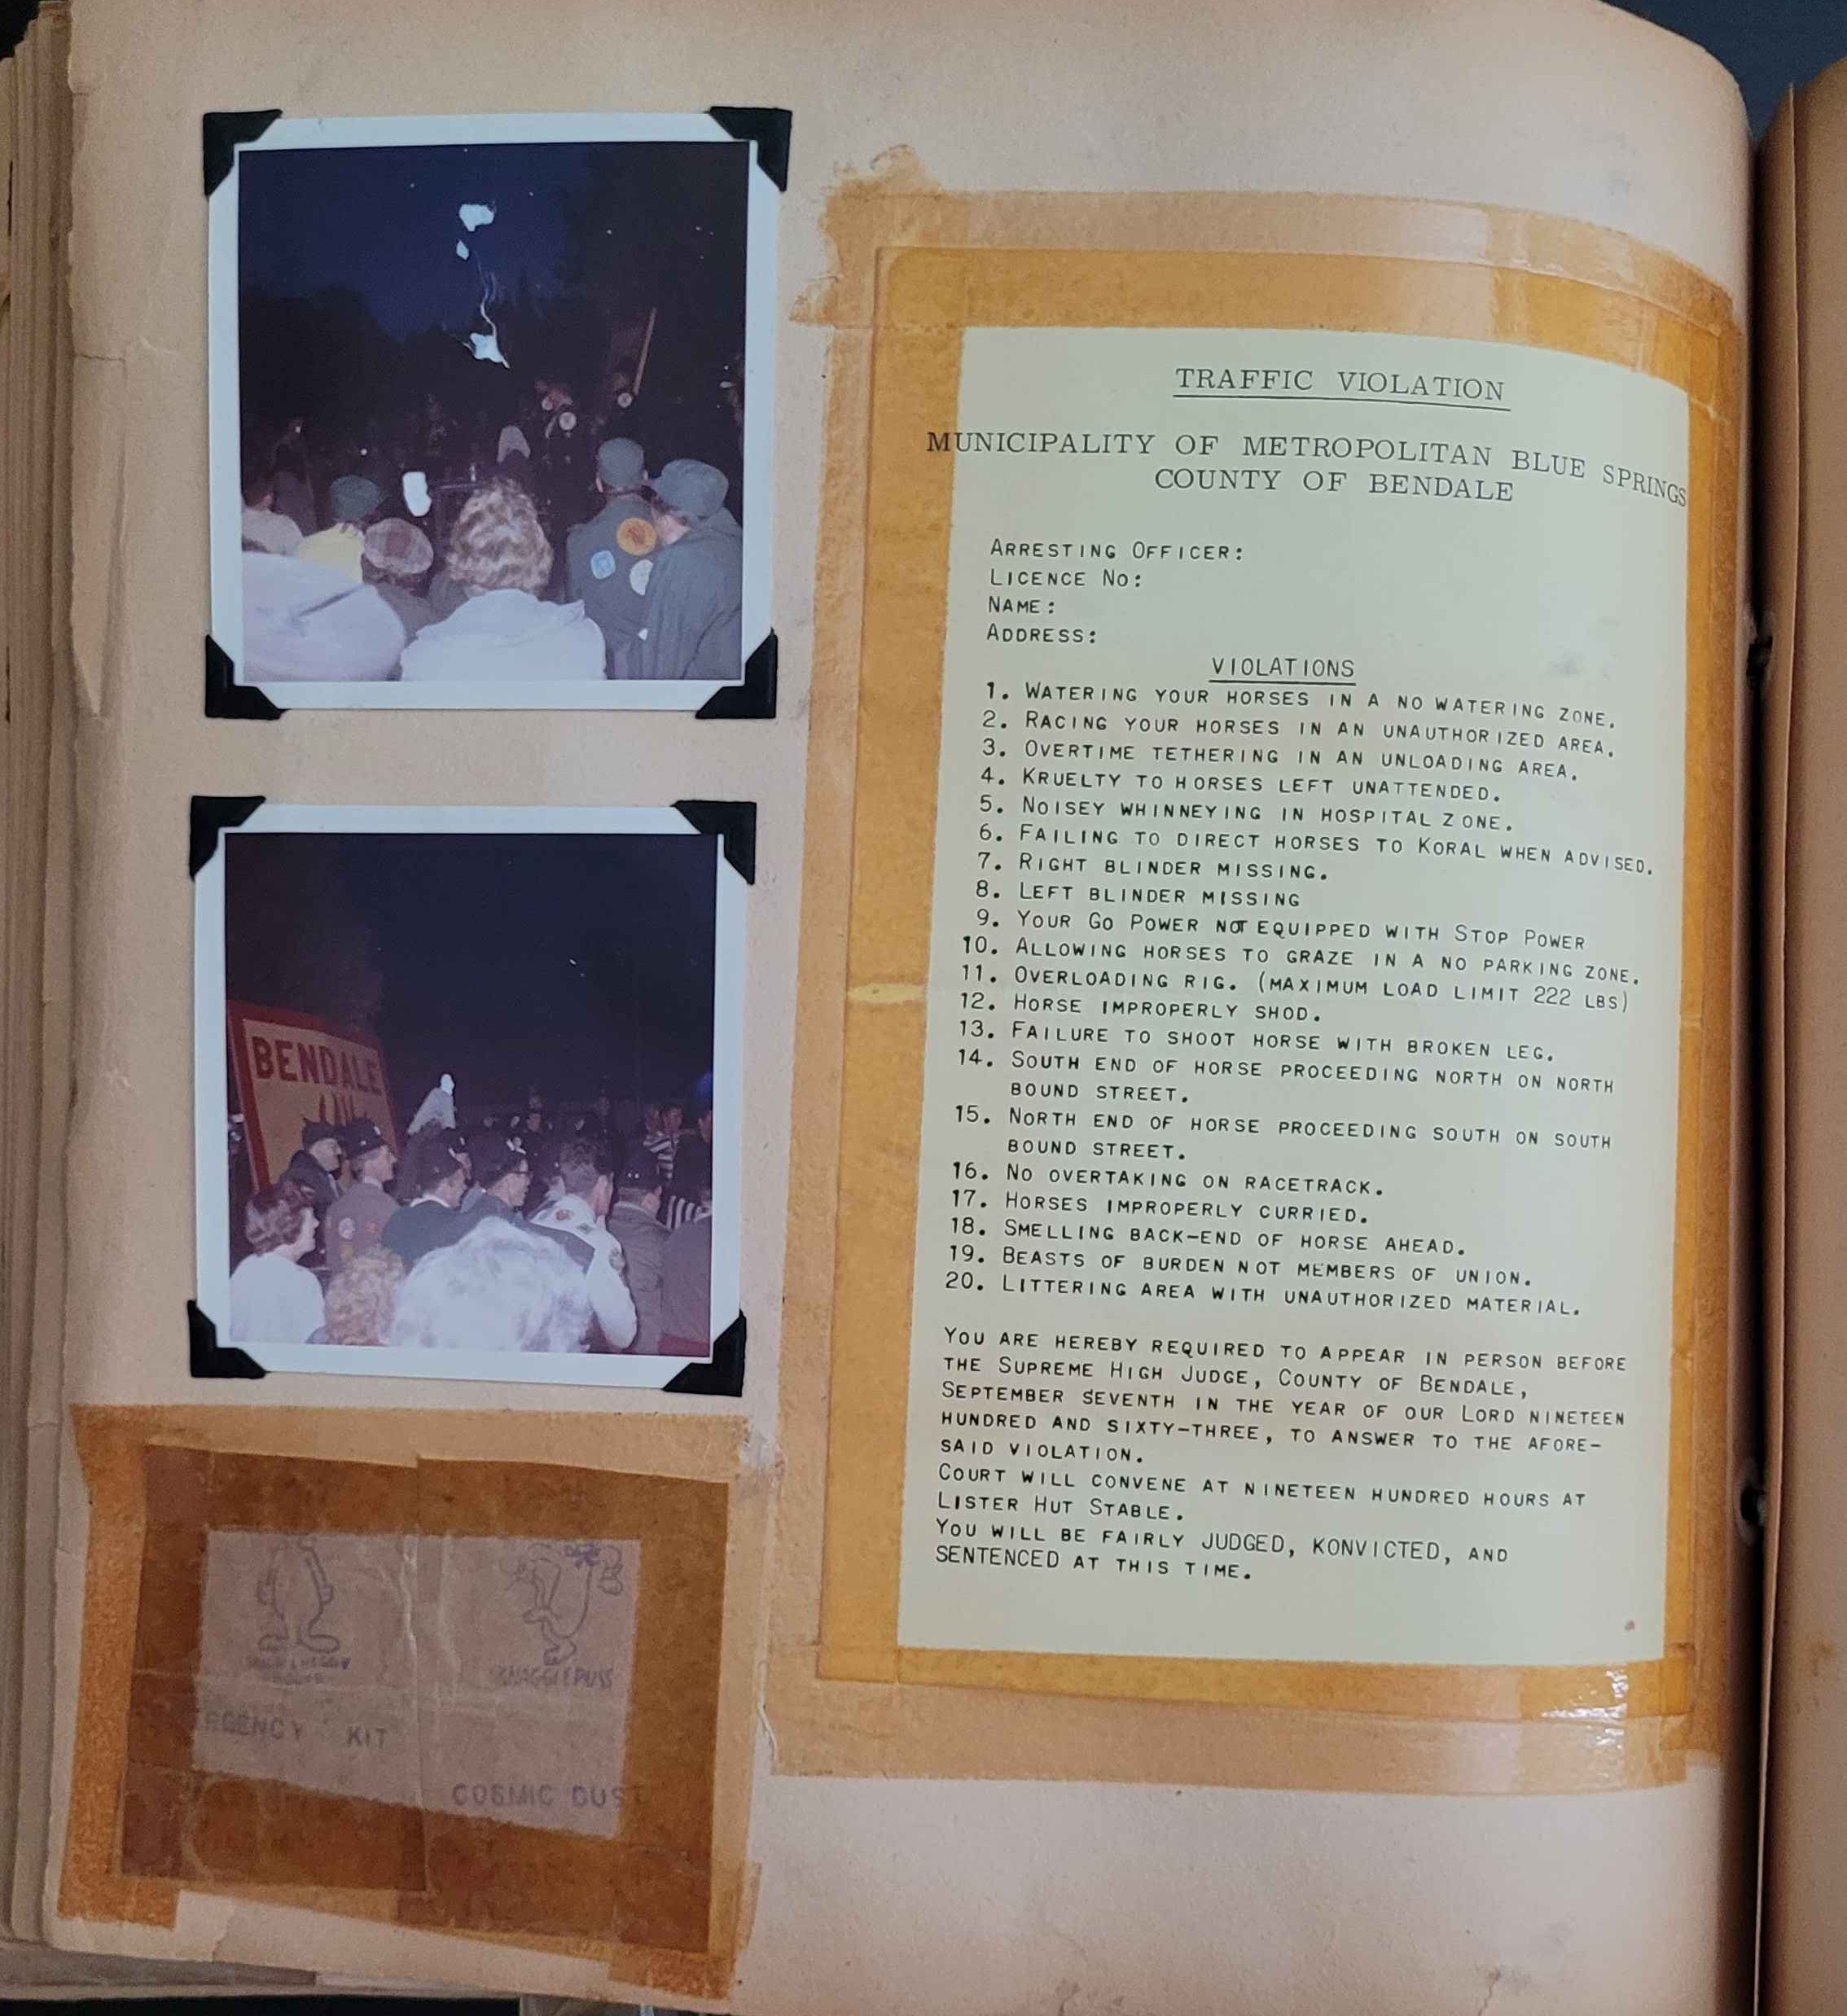 BENDALE
SNAGGLEPUSS
RGENCY KIT
COSMIC DUST
TRAFFIC VIOLATION
MUNICIPALITY OF METROPOLITAN BLUE SPRINGS
COUNTY OF BENDALE
ARRESTING OFFICER:
LICENCE NO:
NAME:
ADDRESS:
VIOLATIONS
1. WATERING YOUR HORSES IN A NO WATERING ZONE.
2. RACING YOUR HORSES IN AN UNAUTHORIZED AREA.
3. OVERTIME TETHERING IN AN UNLOADING AREA.
4. KRUELTY TO HORSES LEFT UNATTENDED.
5. NOISEY WHINNEYING IN HOSPITAL ZONE.
6. FAILING TO DIRECT HORSES TO KORAL WHEN ADVISED.
7. RIGHT BLINDER MISSING.
8. LEFT BLINDER MISSING
9. YOUR GO POWER NOT EQUIPPED WITH STOP POWER
10. ALLOWING HORSES TO GRAZE IN A NO PARKING ZONE.
11. OVERLOADING RIG. (MAXIMUM LOAD LIMIT 222 LBS)
12. HORSE IMPROPERLY SHOD.
13. FAILURE TO SHOOT HORSE WITH BROKEN LEG.
14. SOUTH END OF HORSE PROCEEDING NORTH ON NORTH
BOUND STREET.
15. NORTH END OF HORSE PROCEEDING SOUTH ON SOUTH
BOUND STREET.
16. NO OVERTAKING ON RACETRACK.
17. HORSES IMPROPERLY CURRIED.
18. SMELLING BACK-END OF HORSE AHEAD.
19. BEASTS OF BURDEN NOT MEMBERS OF UNION.
20. LITTERING AREA WITH UNAUTHORIZED MATERIAL.
YOU ARE HEREBY REQUIRED TO APPEAR IN PERSON BEFORE
THE SUPREME HIGH JUDGE, COUNTY OF BENDALE,
SEPTEMBER SEVENTH IN THE YEAR OF OUR LORD NINETEEN
HUNDRED AND SIXTY-THREE, TO ANSWER TO THE AFORE-
SAID VIOLATION.
COURT WILL CONVENE AT NINETEEN HUNDRED HOURS AT
LISTER HUT STABLE.
YOU WILL BE FAIRLY JUDGED, KONVICTED, AND
SENTENCED AT THIS TIME.